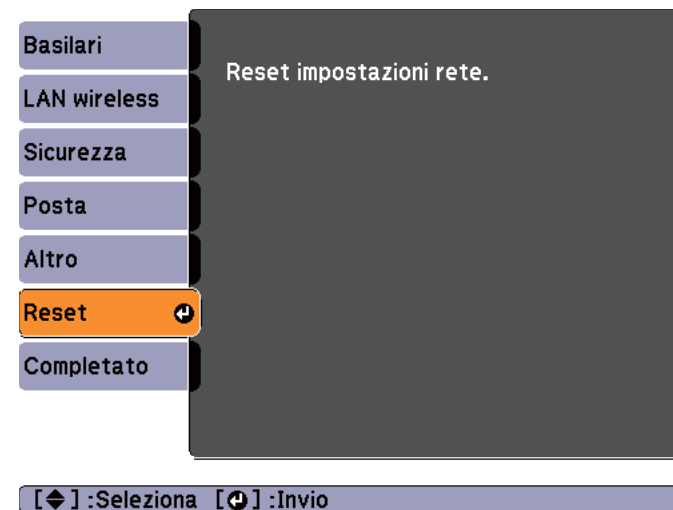 Basilari
Reset impostazioni rete.
LAN wireless
Sicurezza
Posta
Altro
Reset
Completato
[ ] :Seleziona [ ] :Invio